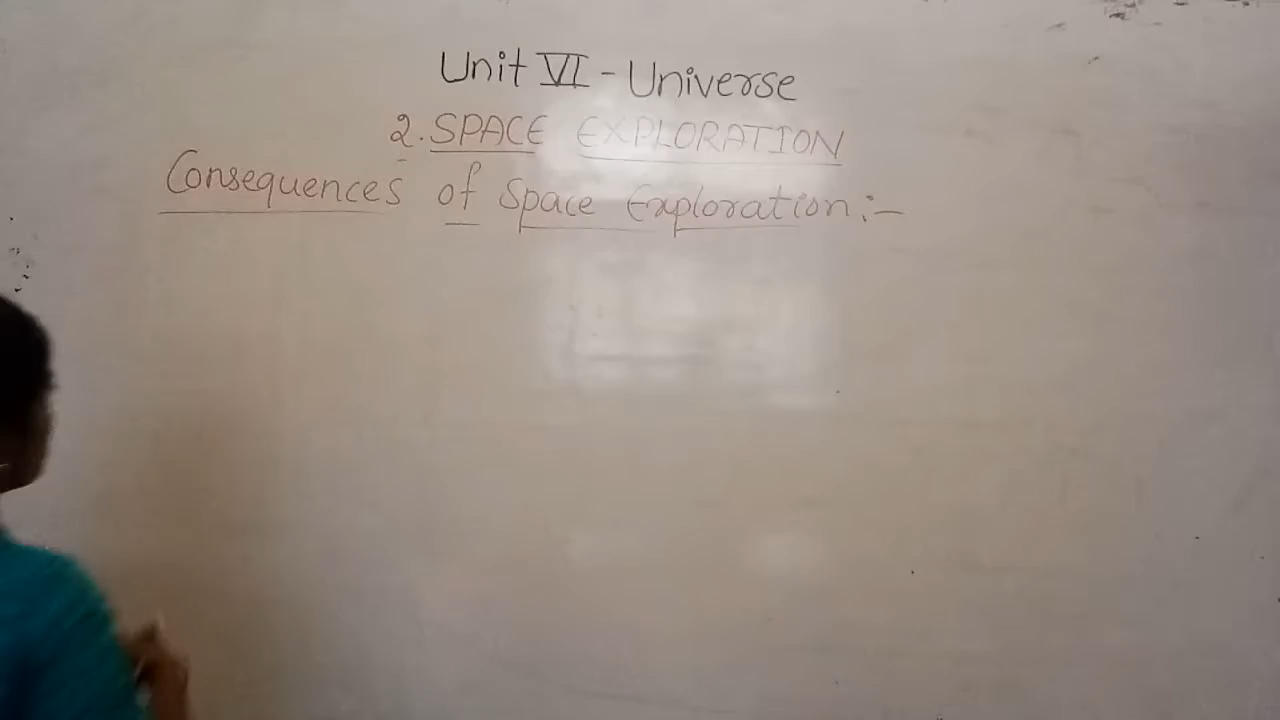 Unit VI - Universe
2. SPACE EXPLORATION
Consequences of Space Exploration:-